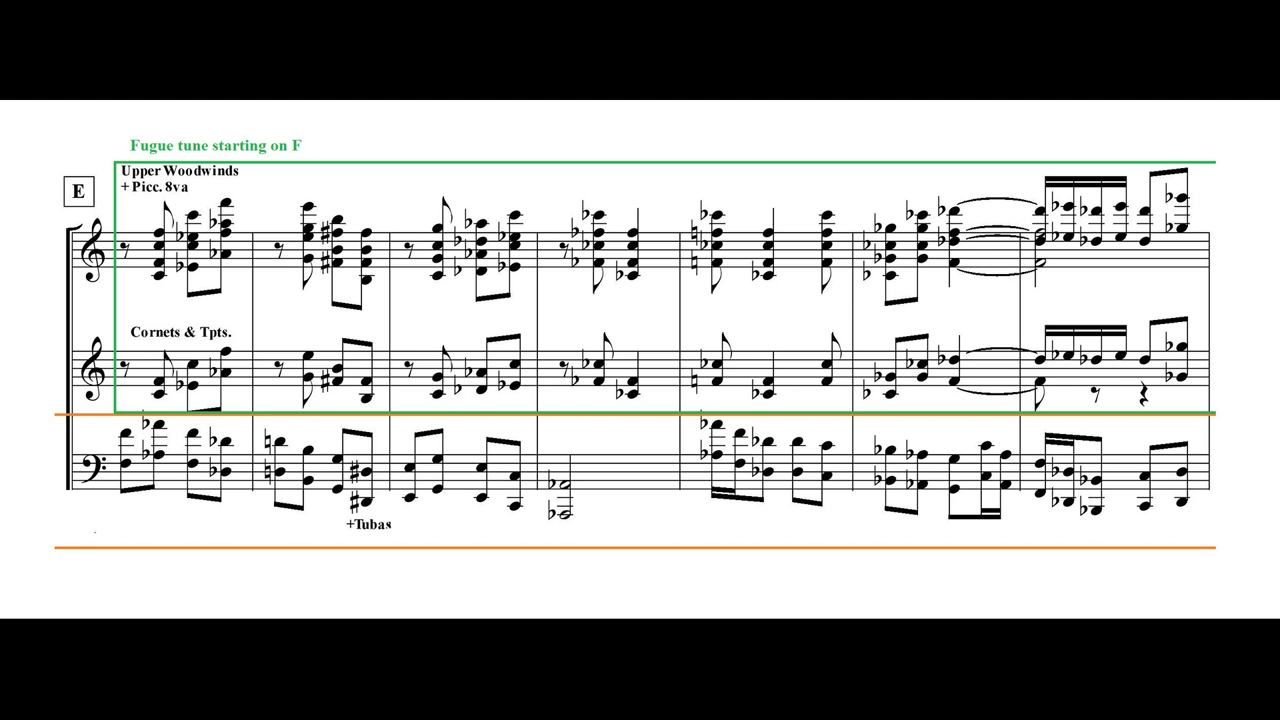 Fugue tune starting on F
Upper Woodwinds
+ Picc. 8va
E
Cornets & Tpts.
+Tubas